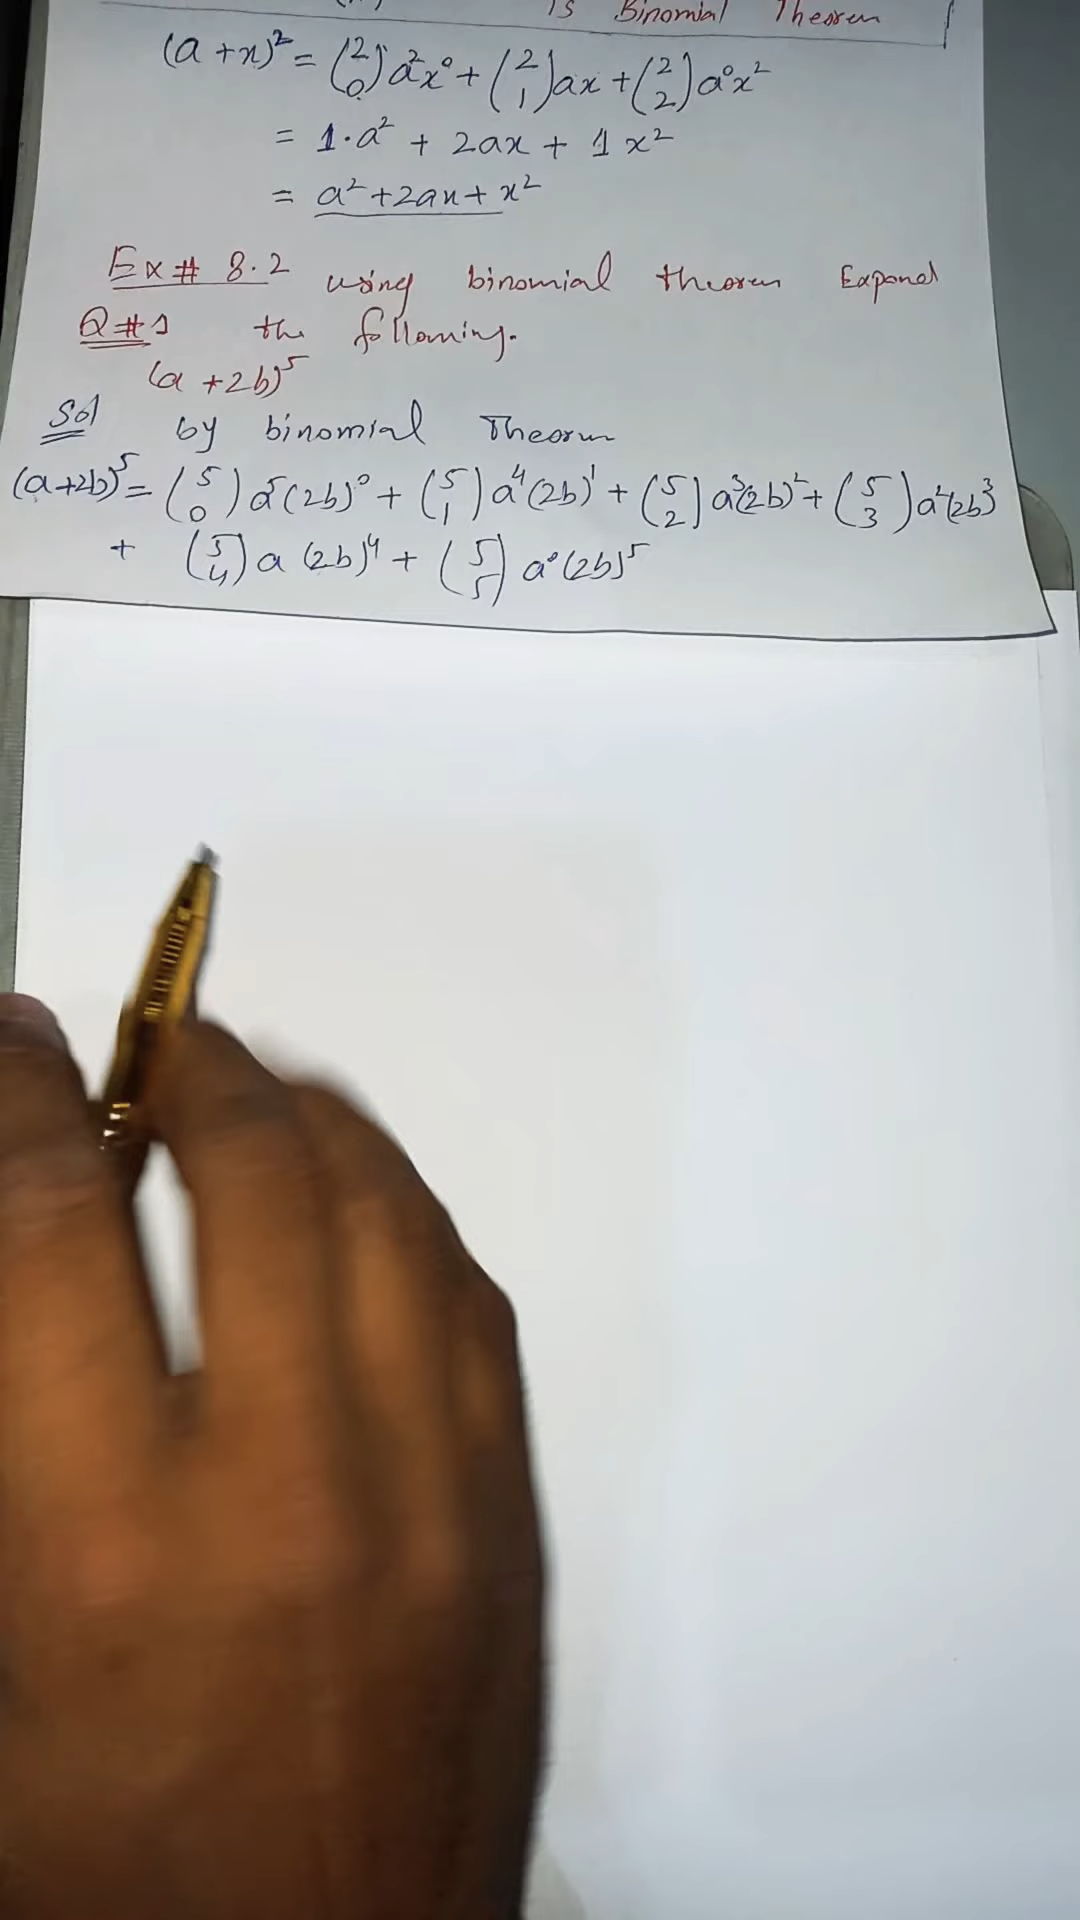 is Binomial Theorem
(a+x)² = (2 0)a²x⁰ + (2 1)ax + (2 2)a⁰x²
= 1·a² + 2ax + 1x²
= a²+2ax+x²
Ex# 8.2 using binomial theorem Expand
Q#1 the following.
(a+2b)⁵
Sol by binomial Theorem
(a+2b)⁵ = (5 0)a⁵(2b)⁰ + (5 1)a⁴(2b)¹ + (5 2)a³(2b)² + (5 3)a²(2b)³
+ (5 4)a(2b)⁴ + (5 5)a⁰(2b)⁵